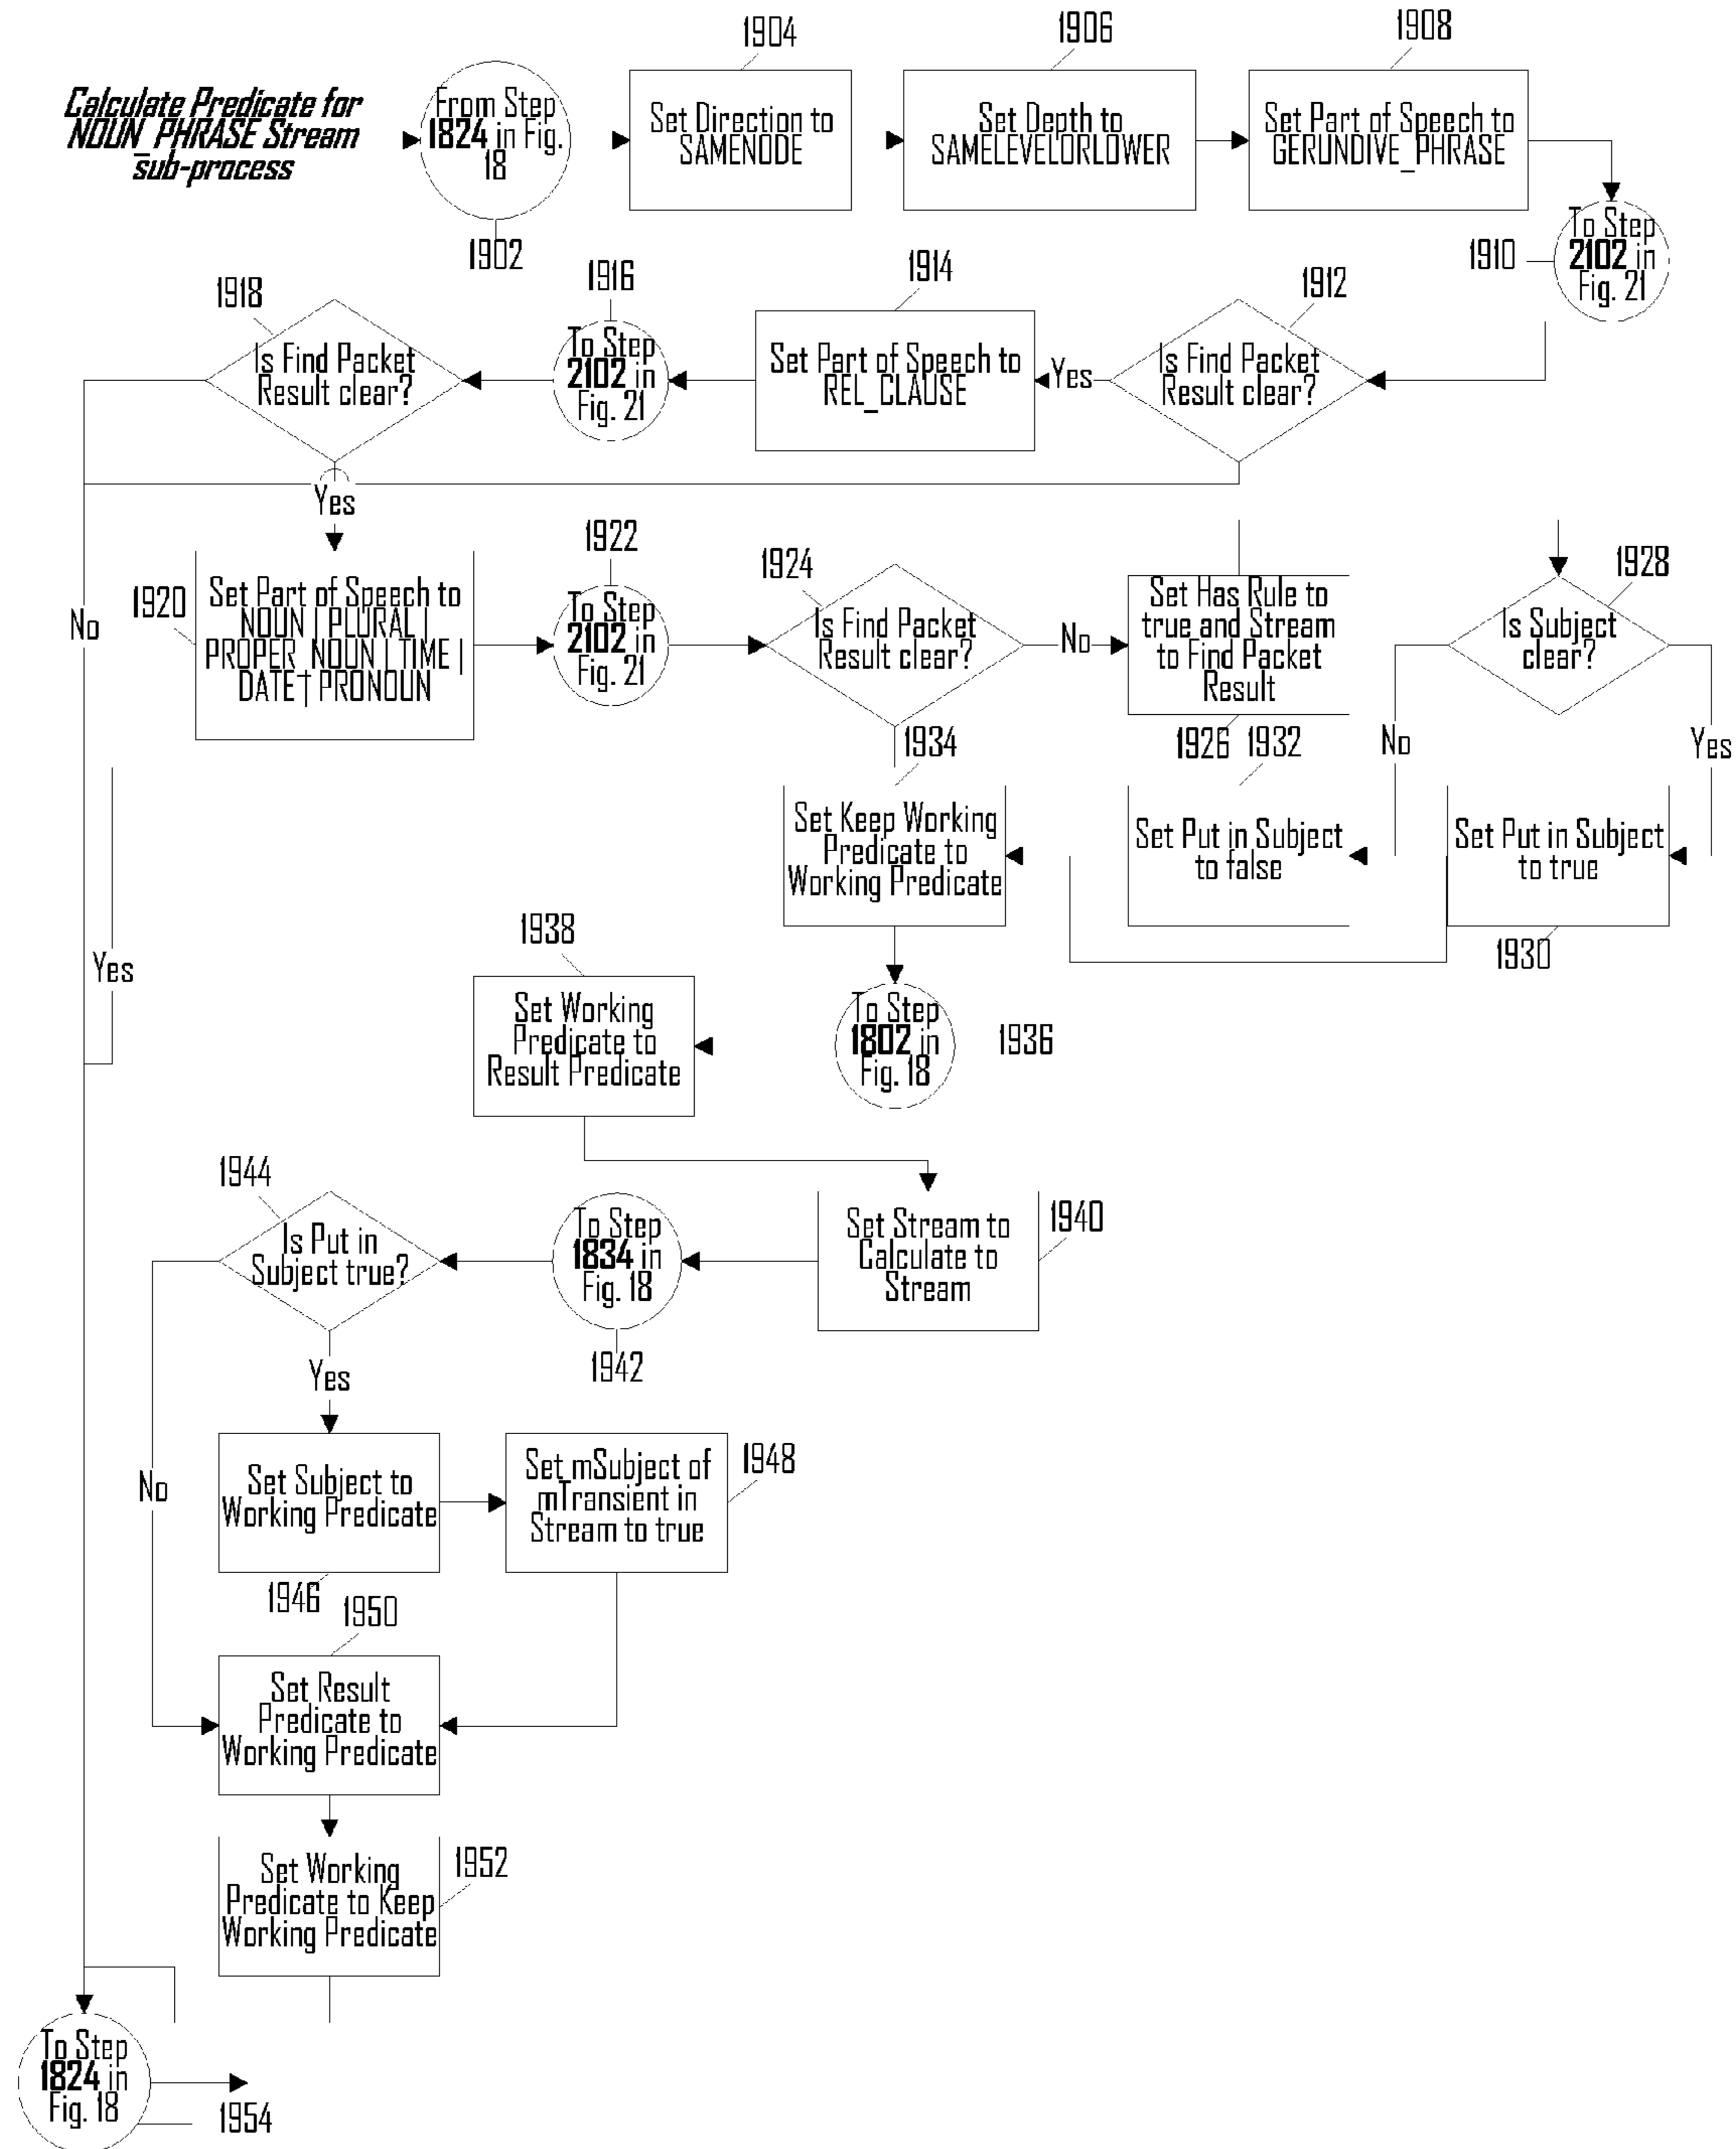 Calculate Predicate for
NOUN_PHRASE Stream
sub-process
From Step
1824 in Fig.
18
1902
1904
Set Direction to
SAMENODE
1906
Set Depth to
SAMELEVELORLOWER
1908
Set Part of Speech to
GERUNDIVE_PHRASE
1910
To Step
2102 in
Fig. 21
1912
Is Find Packet
Result clear?
Yes
1914
Set Part of Speech to
REL_CLAUSE
1916
To Step
2102 in
Fig. 21
1918
Is Find Packet
Result clear?
Yes
No
1920
Set Part of Speech to
NOUN | PLURAL |
PROPER_NOUN | TIME |
DATE | PRONOUN
1922
To Step
2102 in
Fig. 21
1924
Is Find Packet
Result clear?
No
Set Has Rule to
true and Stream
to Find Packet
Result
1926
1928
Is Subject
clear?
No
Yes
1932
Set Put in Subject
to false
Set Put in Subject
to true
1930
1934
Set Keep Working
Predicate to
Working Predicate
Yes
To Step
1802 in
Fig. 18
1936
1938
Set Working
Predicate to
Result Predicate
1940
Set Stream to
Calculate to
Stream
To Step
1834 in
Fig. 18
1942
1944
Is Put in
Subject true?
Yes
No
Set Subject to
Working Predicate
1946
Set mSubject of
mTransient in
Stream to true
1948
1950
Set Result
Predicate to
Working Predicate
1952
Set Working
Predicate to Keep
Working Predicate
To Step
1824 in
Fig. 18
1954